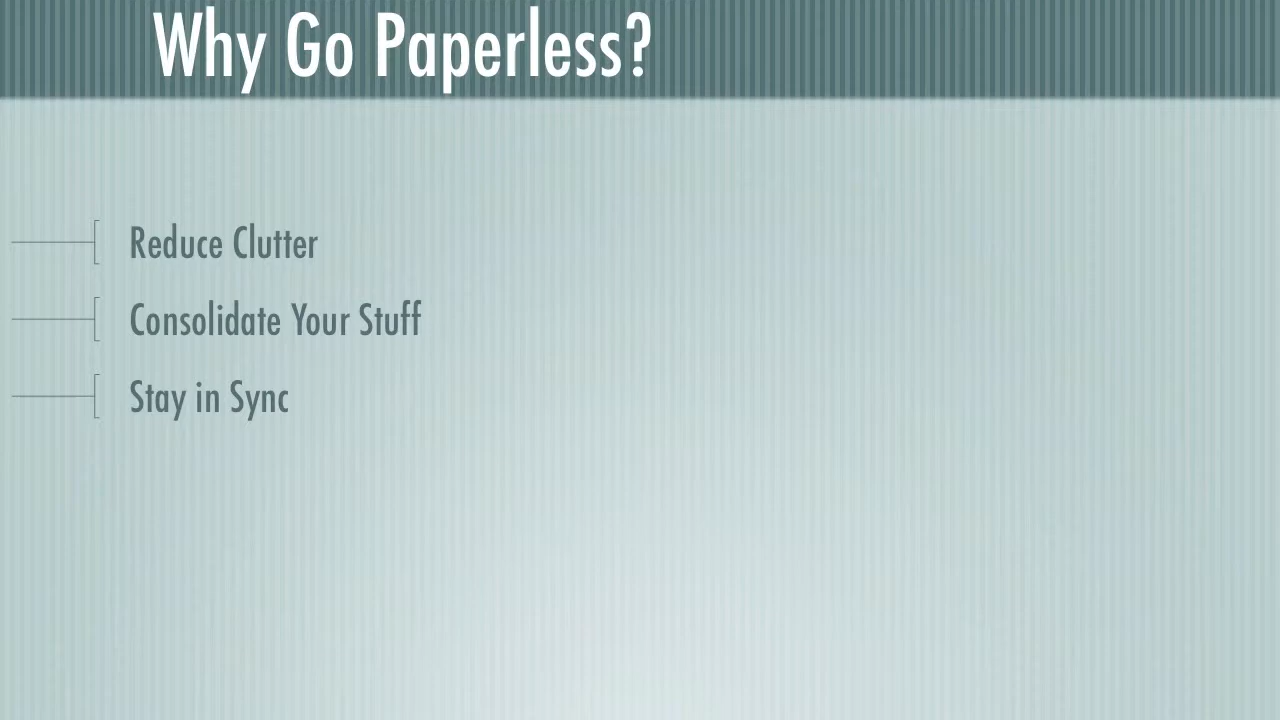 Why Go Paperless?
Reduce Clutter
Consolidate Your Stuff
Stay in Sync